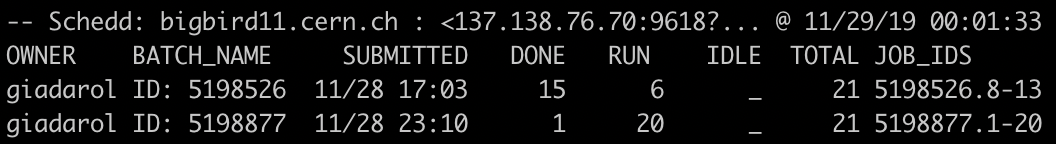 -- Schedd: bigbird11.cern.ch : <137.138.76.70:9618?... @ 11/29/19 00:01:33
OWNER    BATCH_NAME      SUBMITTED   DONE   RUN    IDLE  TOTAL JOB_IDS
giadarol ID: 5198526  11/28 17:03     15      6      _     21 5198526.8-13
giadarol ID: 5198877  11/28 23:10      1     20      _     21 5198877.1-20